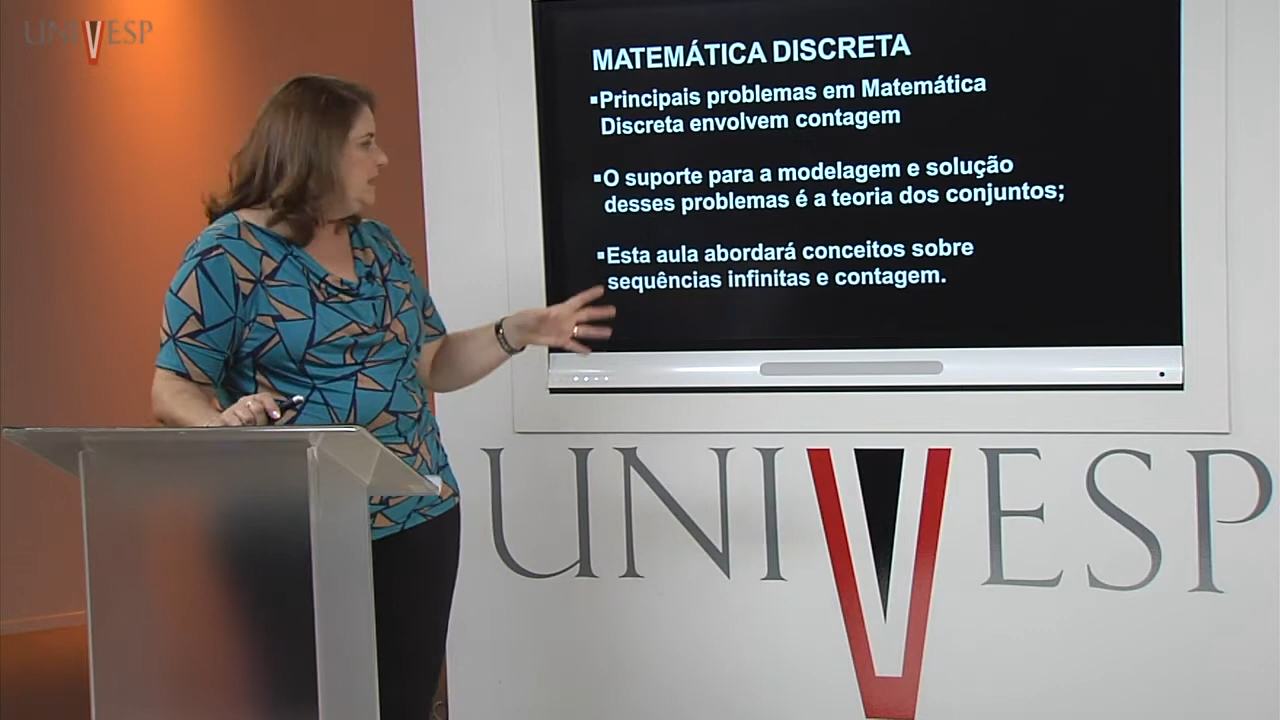 UNIVESP
MATEMÁTICA DISCRETA
▪Principais problemas em Matemática
Discreta envolvem contagem
▪O suporte para a modelagem e solução
desses problemas é a teoria dos conjuntos;
▪Esta aula abordará conceitos sobre
sequências infinitas e contagem.
UNIVESP